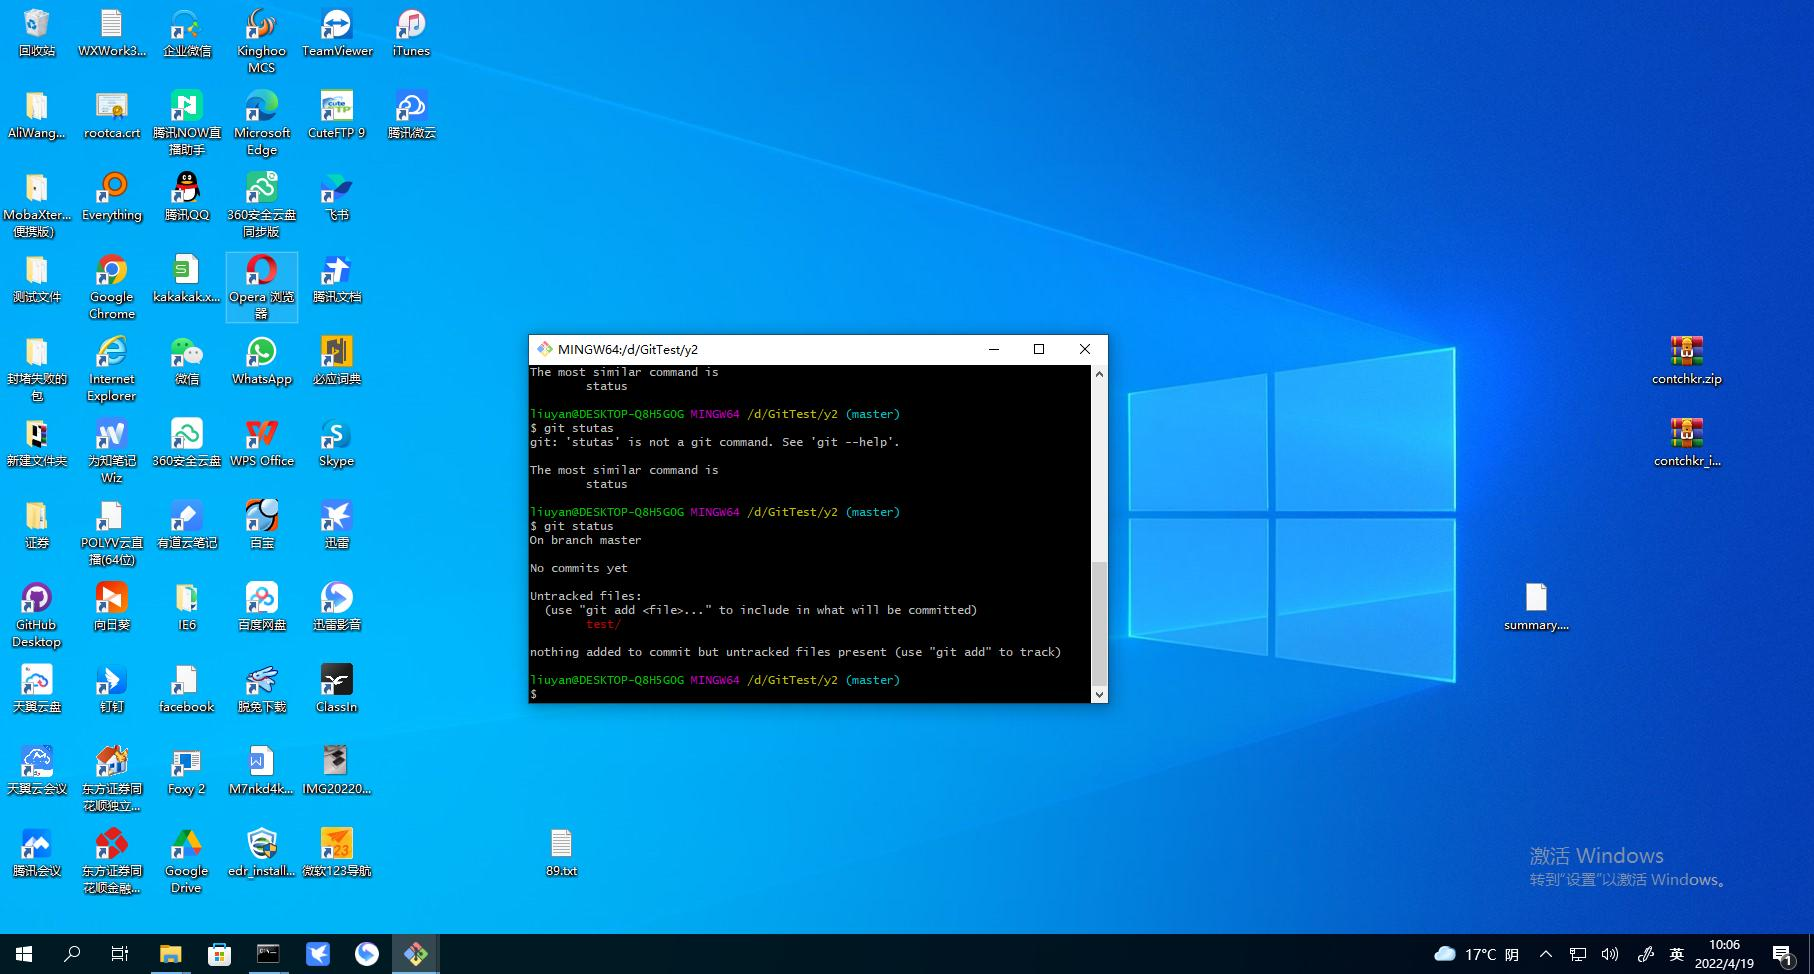 回收站
WXWork3...
企业微信
Kinghoo
MCS
TeamViewer
iTunes
AliWang...
rootca.crt
腾讯NOW直
播助手
Microsoft
Edge
CuteFTP 9
腾讯微云
MobaXter...
便携版)
Everything
腾讯QQ
360安全云盘
同步版
飞书
测试文件
Google
Chrome
kakakak.x...
Opera 浏览
器
腾讯文档
封堵失败的
包
Internet
Explorer
微信
WhatsApp
必应词典
新建文件夹
为知笔记
Wiz
360安全云盘
WPS Office
Skype
证券
POLYV云直
播(64位)
有道云笔记
百宝
迅雷
GitHub
Desktop
向日葵
IE6
百度网盘
迅雷影音
天翼云盘
钉钉
facebook
脱兔下载
ClassIn
天翼云会议
东方证券同
花顺独立...
Foxy 2
M7nkd4k...
IMG20220...
腾讯会议
东方证券同
花顺金融...
Google
Drive
edr_install...
微软123导航
89.txt
MINGW64:/d/GitTest/y2
The most similar command is
status
liuyan@DESKTOP-Q8H5G0G MINGW64 /d/GitTest/y2 (master)
$ git stutas
git: 'stutas' is not a git command. See 'git --help'.
The most similar command is
status
liuyan@DESKTOP-Q8H5G0G MINGW64 /d/GitTest/y2 (master)
$ git status
On branch master
No commits yet
Untracked files:
(use "git add <file>..." to include in what will be committed)
test/
nothing added to commit but untracked files present (use "git add" to track)
liuyan@DESKTOP-Q8H5G0G MINGW64 /d/GitTest/y2 (master)
$
contchkr.zip
contchkr_i...
summary....
激活 Windows
转到"设置"以激活 Windows。
17°C 阴
英
10:06
2022/4/19
1